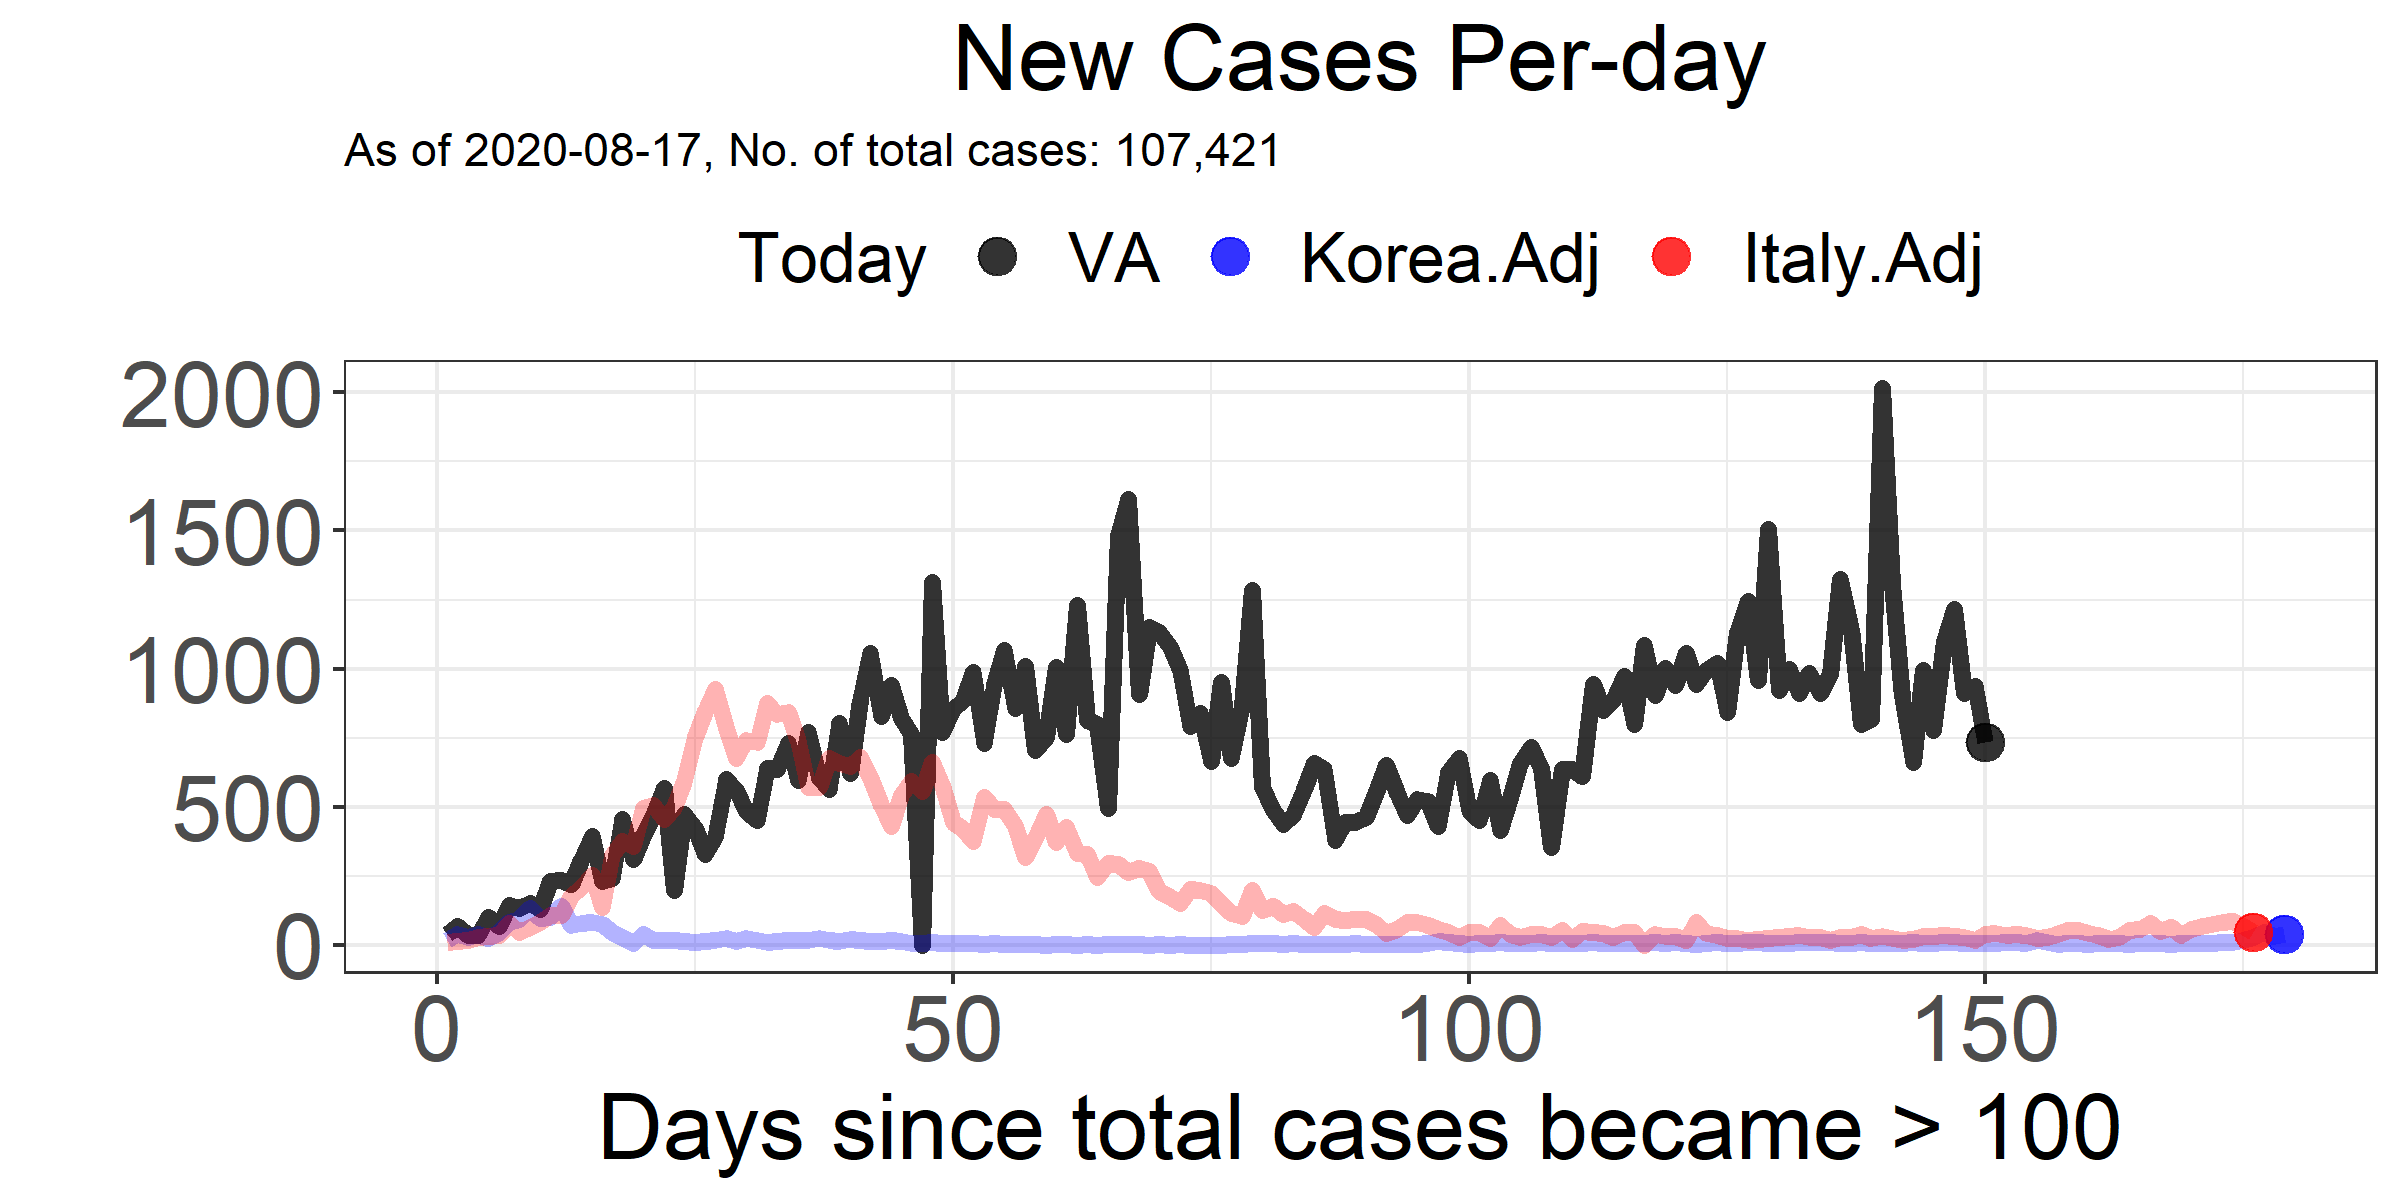 New Cases Per-day
As of 2020-08-17, No. of total cases: 107,421
Today VA Korea.Adj Italy.Adj
2000
1500
1000
500
0
0 50 100 150
Days since total cases became > 100